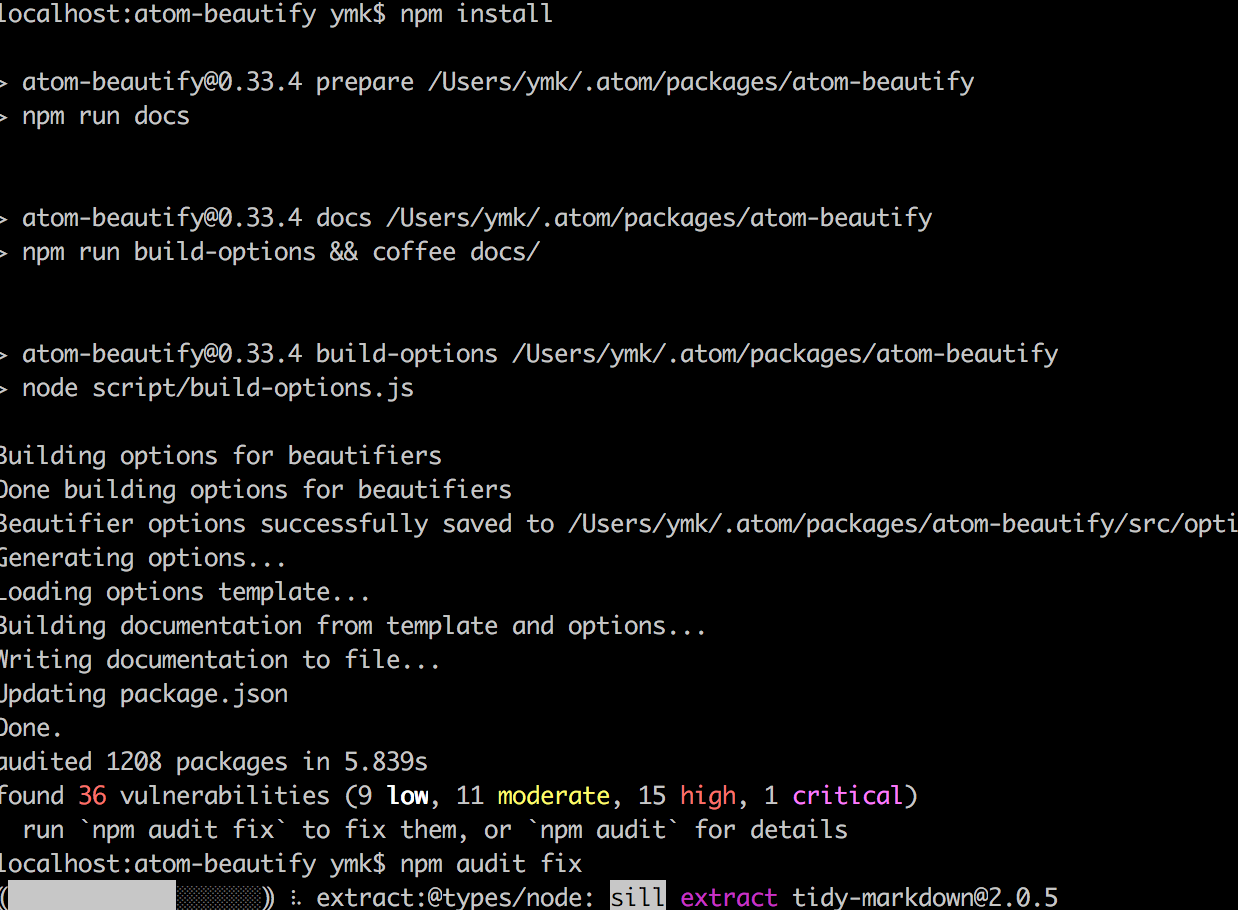 localhost:atom-beautify ymk$ npm install
> atom-beautify@0.33.4 prepare /Users/ymk/.atom/packages/atom-beautify
> npm run docs
> atom-beautify@0.33.4 docs /Users/ymk/.atom/packages/atom-beautify
> npm run build-options && coffee docs/
> atom-beautify@0.33.4 build-options /Users/ymk/.atom/packages/atom-beautify
> node script/build-options.js
Building options for beautifiers
Done building options for beautifiers
Beautifier options successfully saved to /Users/ymk/.atom/packages/atom-beautify/src/opti
Generating options...
Loading options template...
Building documentation from template and options...
Writing documentation to file...
Updating package.json
Done.
audited 1208 packages in 5.839s
found 36 vulnerabilities (9 low, 11 moderate, 15 high, 1 critical)
run `npm audit fix` to fix them, or `npm audit` for details
localhost:atom-beautify ymk$ npm audit fix
(░░░░░░) ⠦ extract:@types/node: sill extract tidy-markdown@2.0.5